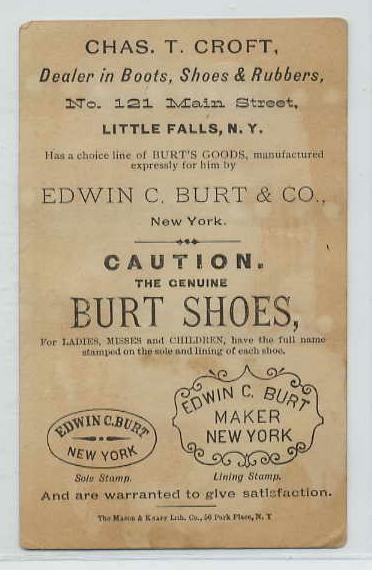 CHAS. T. CROFT,
Dealer in Boots, Shoes & Rubbers,
No. 121 Main Street,
LITTLE FALLS, N. Y.
Has a choice line of BURT'S GOODS, manufactured
expressly for him by
EDWIN C. BURT & CO.,
New York.
CAUTION.
THE GENUINE
BURT SHOES,
For LADIES, MISSES and CHILDREN, have the full name
stamped on the sole and lining of each shoe.
EDWIN C. BURT
NEW YORK
Sole Stamp.
EDWIN C. BURT
MAKER
NEW YORK
Lining Stamp.
And are warranted to give satisfaction.
The Mason & Knapp Lith. Co., 56 Park Place, N. Y